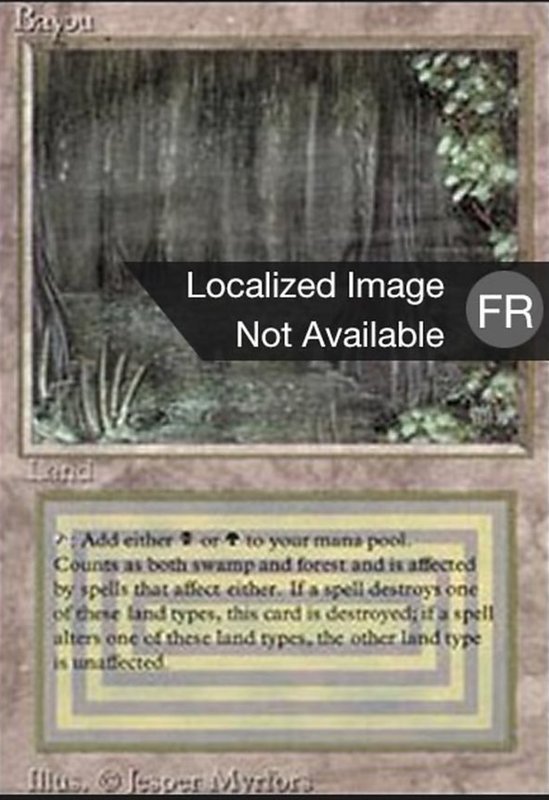 Bayou
Localized Image
FR
Not Available
Land
: Add either or to your mana pool.
Counts as both swamp and forest and is affected
by spells that affect either. If a spell destroys one
of these land types, this card is destroyed; if a spell
alters one of these land types, the other land type
is unaffected.
Illus. © Jesper Myrfors